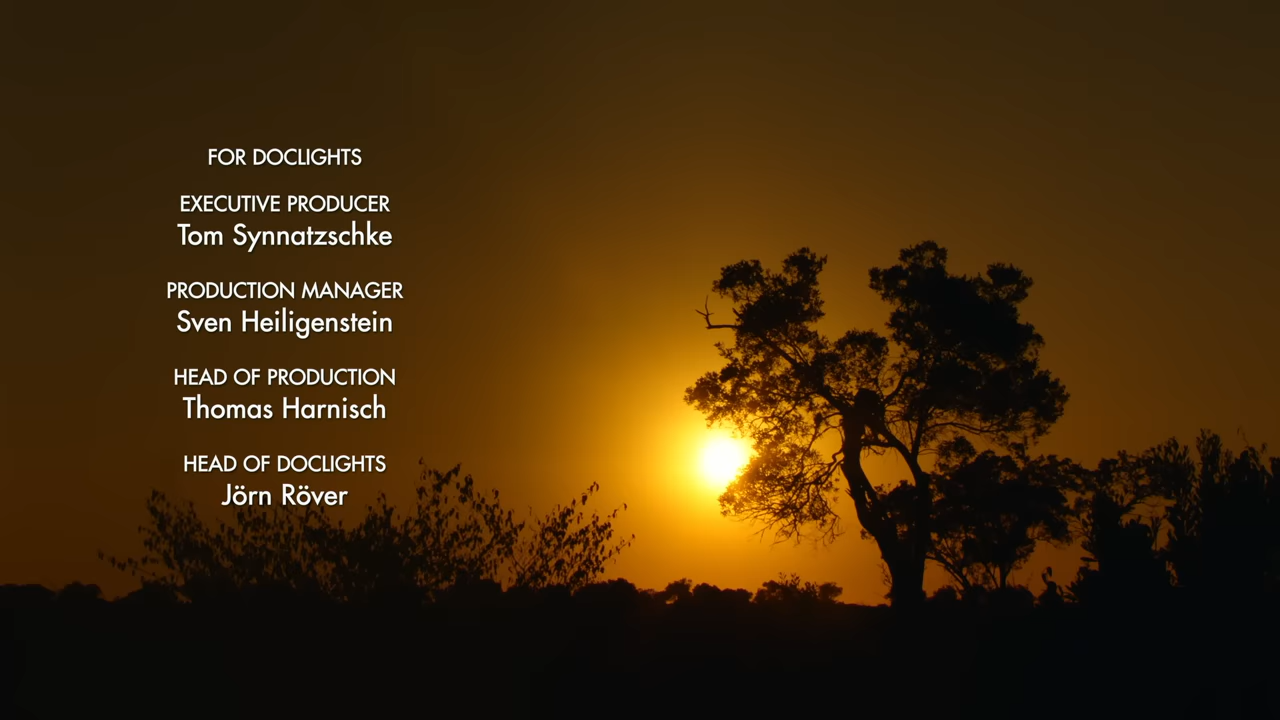 FOR DOCLIGHTS
EXECUTIVE PRODUCER
Tom Synnatzschke
PRODUCTION MANAGER
Sven Heiligenstein
HEAD OF PRODUCTION
Thomas Harnisch
HEAD OF DOCLIGHTS
Jörn Röver